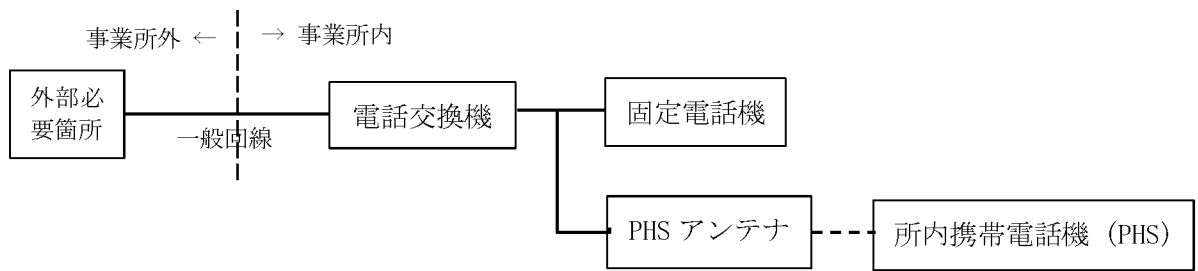 事業所外 ← → 事業所内
外部必
要箇所
一般回線
電話交換機
固定電話機
PHS アンテナ
所内携帯電話機 (PHS)